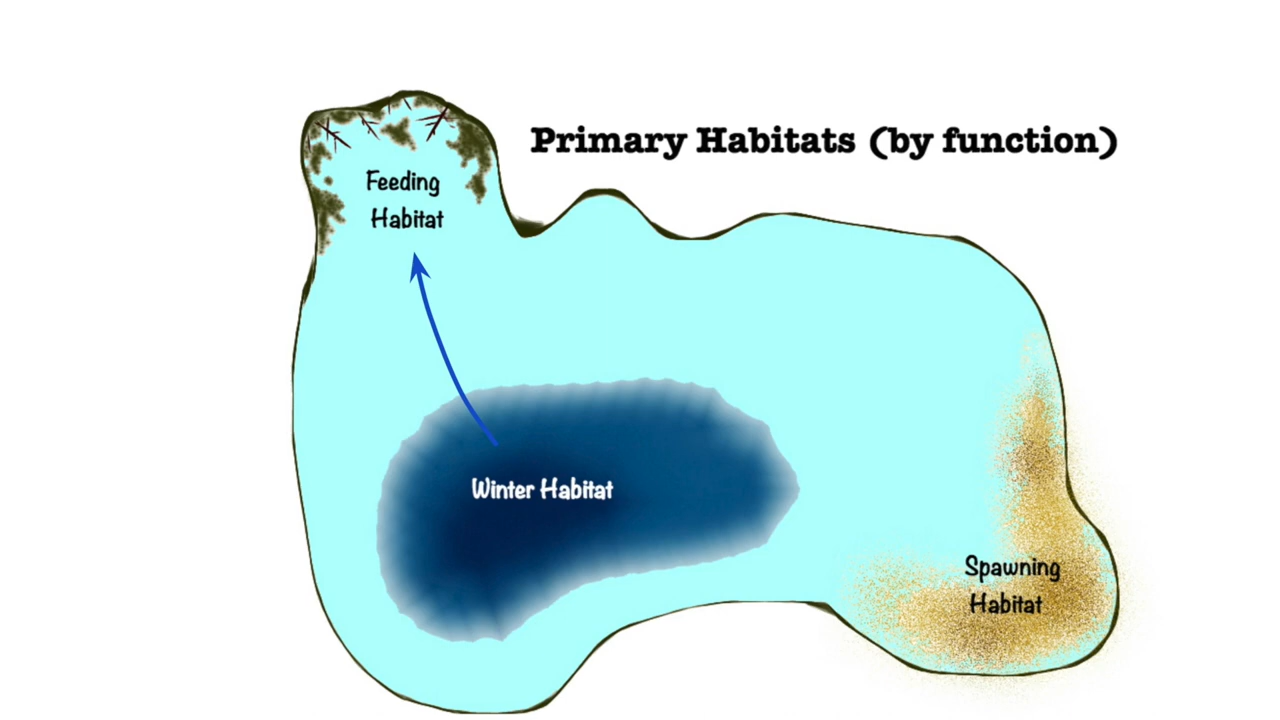 Primary Habitats (by function)
Feeding
Habitat
Winter Habitat
Spawning
Habitat